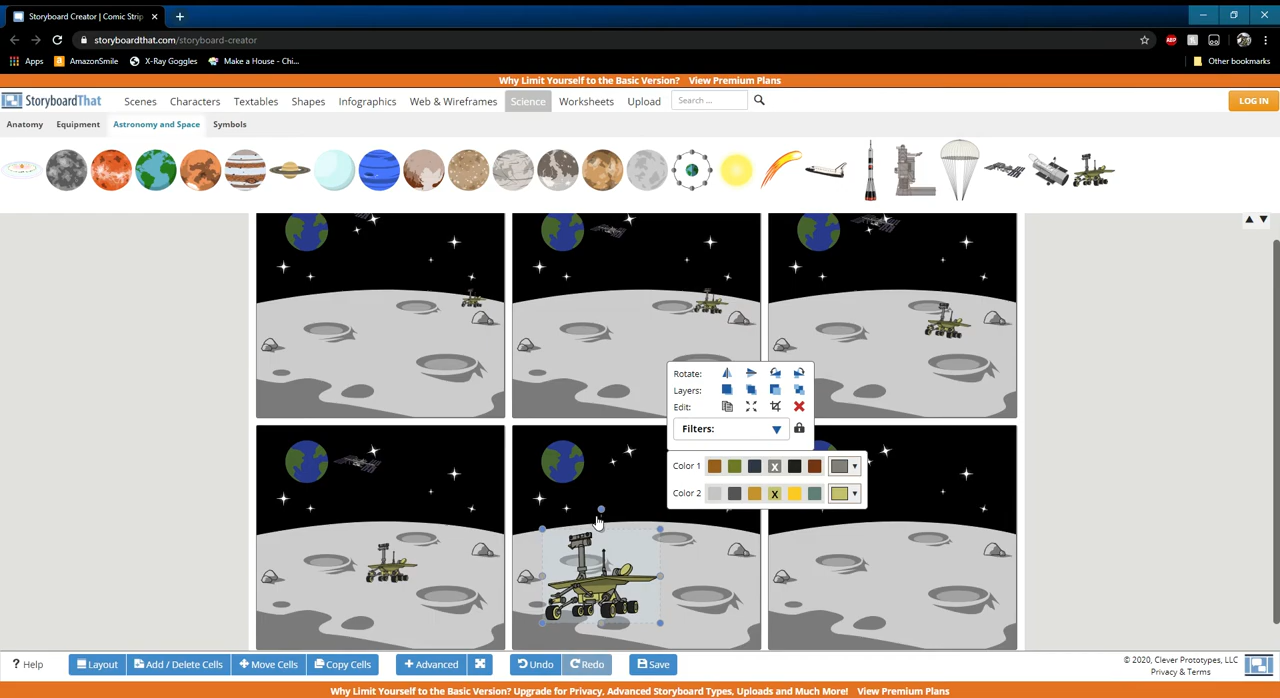 Storyboard Creator | Comic Strip
storyboardthat.com/storyboard-creator
ABP
Apps AmazonSmile X-Ray Goggles Make a House - Chi... Other bookmarks
Why Limit Yourself to the Basic Version? View Premium Plans
StoryboardThat Scenes Characters Textables Shapes Infographics Web & Wireframes Science Worksheets Upload Search ... LOG IN
Anatomy Equipment Astronomy and Space Symbols
Rotate:
Layers:
Edit:
Filters:
Color 1 X
Color 2 X
? Help Layout Add / Delete Cells Move Cells Copy Cells + Advanced Undo Redo Save
© 2020, Clever Prototypes, LLC
Privacy & Terms
Why Limit Yourself to the Basic Version? Upgrade for Privacy, Advanced Storyboard Types, Uploads and Much More! View Premium Plans